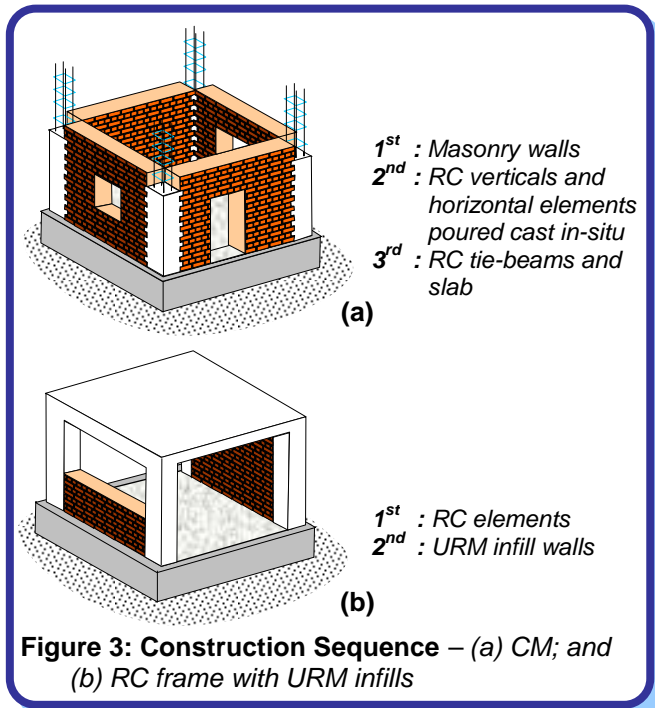 1st : Masonry walls
2nd : RC verticals and
horizontal elements
poured cast in-situ
3rd : RC tie-beams and
slab
(a)
1st : RC elements
2nd : URM infill walls
(b)
Figure 3: Construction Sequence – (a) CM; and
(b) RC frame with URM infills